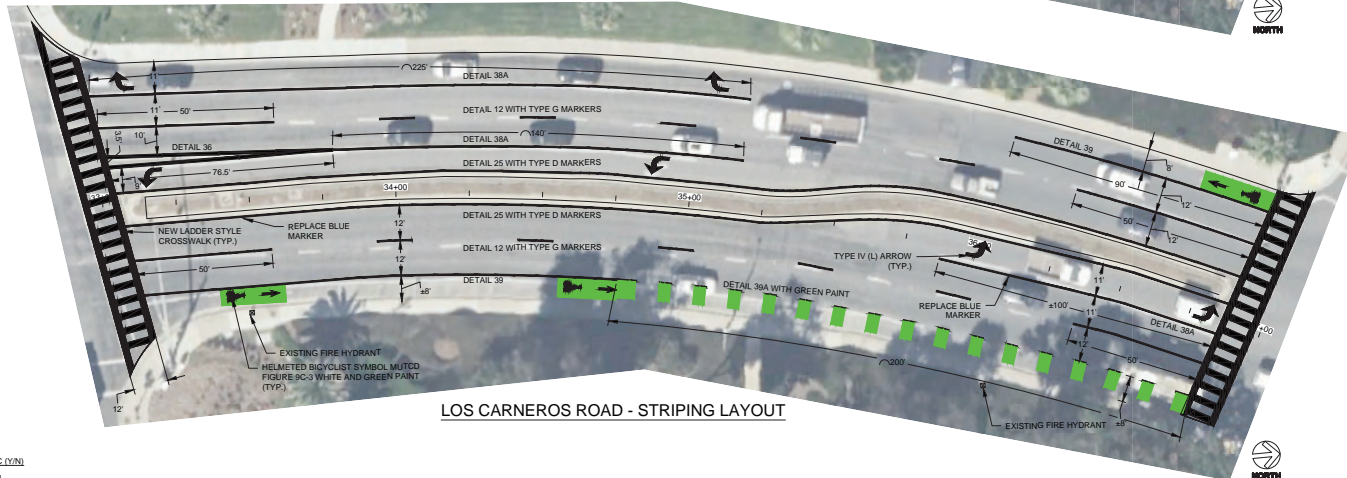 NORTH
225'
DETAIL 38A
11'
50'
11'
DETAIL 12 WITH TYPE G MARKERS
10'
3.5'
DETAIL 36
140'
DETAIL 38A
76.5'
DETAIL 25 WITH TYPE D MARKERS
9'
34+00
35+00
DETAIL 39
8'
90'
12'
50'
12'
NEW LADDER STYLE
CROSSWALK (TYP.)
REPLACE BLUE
MARKER
12'
DETAIL 25 WITH TYPE D MARKERS
DETAIL 12 WITH TYPE G MARKERS
12'
50'
DETAIL 39
±8'
36+00
TYPE IV (L) ARROW
(TYP.)
DETAIL 39A WITH GREEN PAINT
REPLACE BLUE
MARKER
11'
±100'
11'
DETAIL 38A
+00
12'
50'
200'
±8'
EXISTING FIRE HYDRANT
HELMETED BICYCLIST SYMBOL MUTCD
FIGURE 9C-3 WHITE AND GREEN PAINT
(TYP.)
12'
EXISTING FIRE HYDRANT
LOS CARNEROS ROAD - STRIPING LAYOUT
C (Y/N)
NORTH